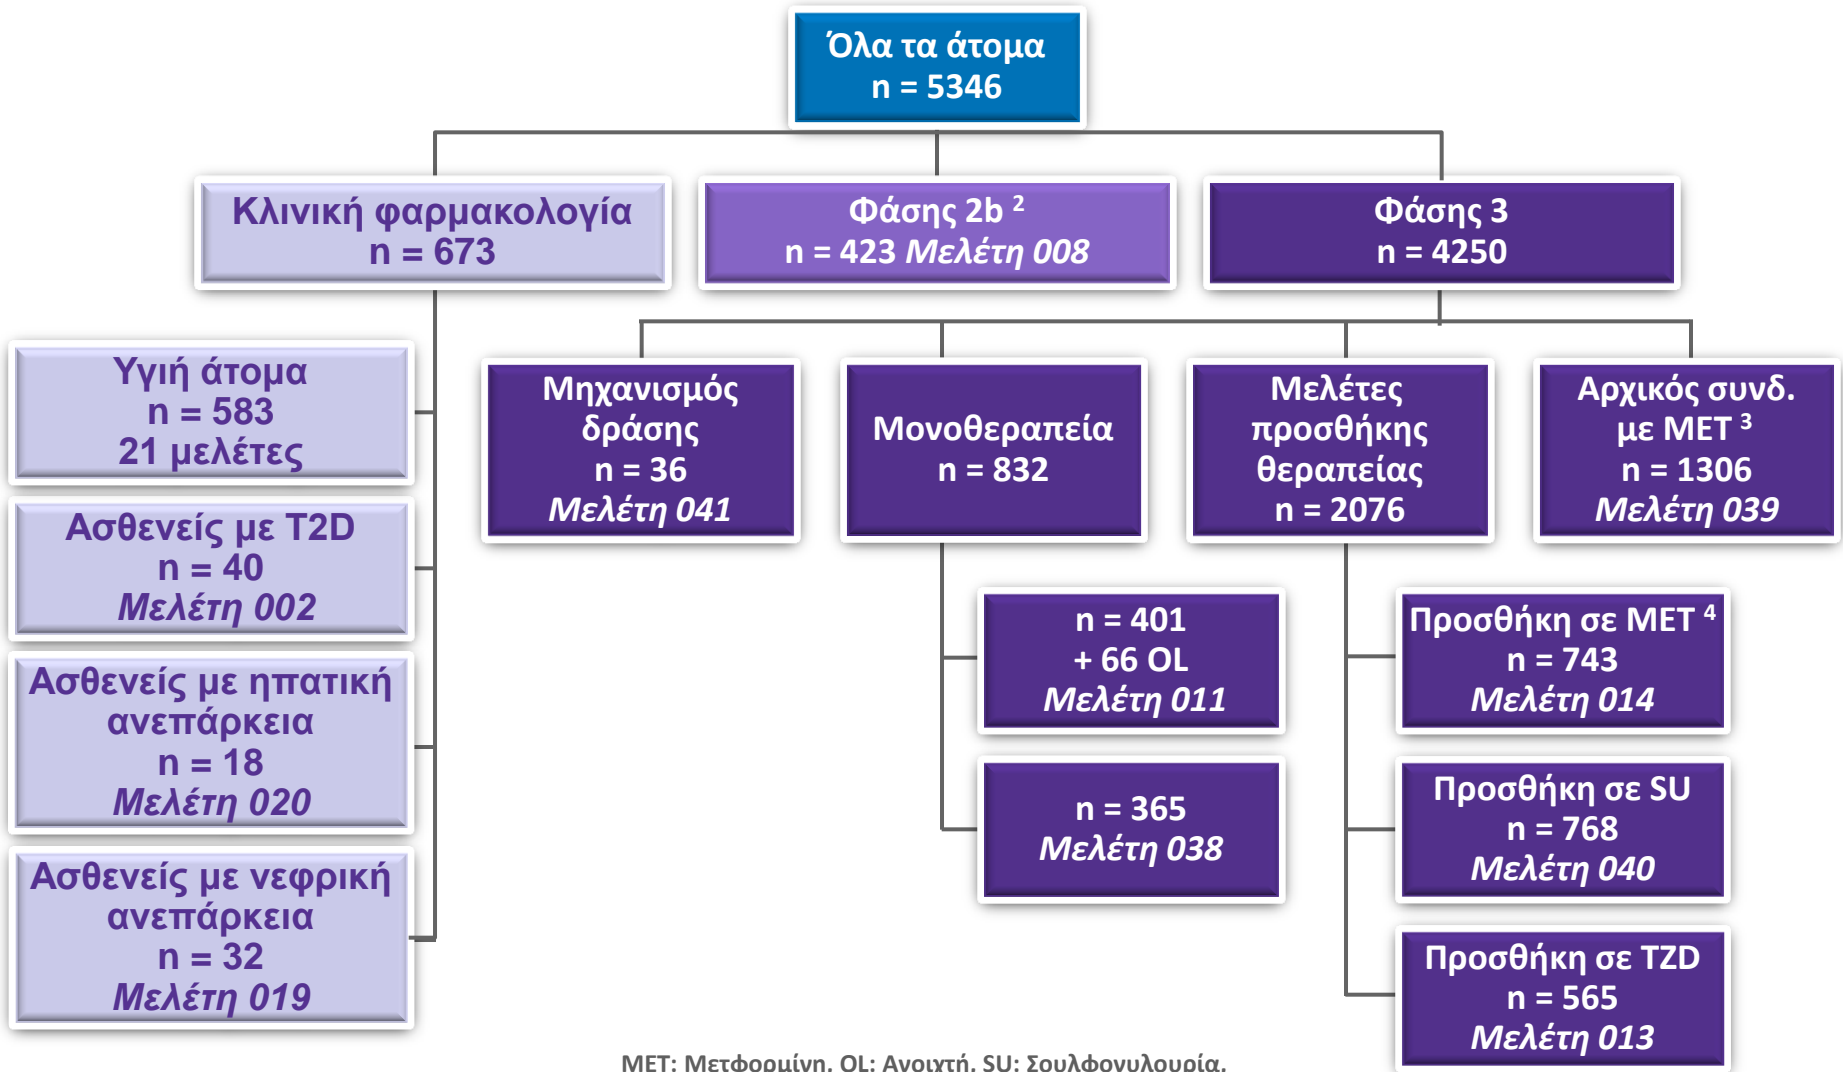 Όλα τα άτομα
n = 5346
Κλινική φαρμακολογία
n = 673
Φάσης 2b 2
n = 423 Μελέτη 008
Φάσης 3
n = 4250
Υγιή άτομα
n = 583
21 μελέτες
Ασθενείς με T2D
n = 40
Μελέτη 002
Ασθενείς με ηπατική
ανεπάρκεια
n = 18
Μελέτη 020
Ασθενείς με νεφρική
ανεπάρκεια
n = 32
Μελέτη 019
Μηχανισμός
δράσης
n = 36
Μελέτη 041
Μονοθεραπεία
n = 832
n = 401
+ 66 OL
Μελέτη 011
n = 365
Μελέτη 038
Μελέτες
προσθήκης
θεραπείας
n = 2076
Προσθήκη σε MET 4
n = 743
Μελέτη 014
Προσθήκη σε SU
n = 768
Μελέτη 040
Προσθήκη σε TZD
n = 565
Μελέτη 013
Αρχικός συνδ.
με MET 3
n = 1306
Μελέτη 039
MET: Μετφορμίνη, OL: Ανοιχτή, SU: Σουλφονυλουρία,